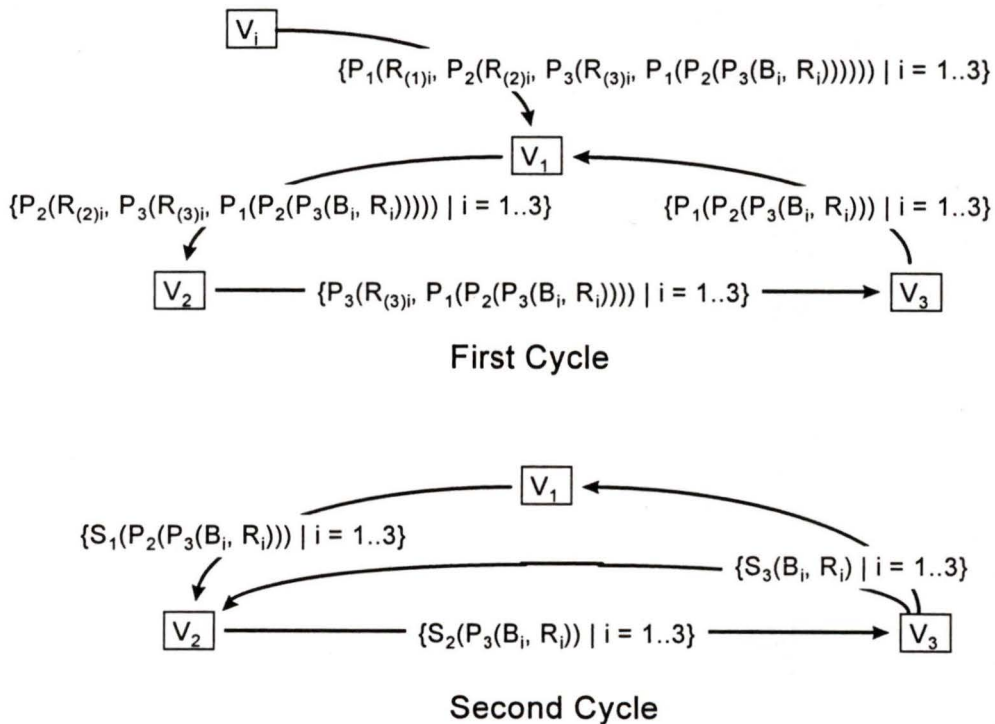 Vᵢ
{P₁(R₍₁₎ᵢ, P₂(R₍₂₎ᵢ, P₃(R₍₃₎ᵢ, P₁(P₂(P₃(Bᵢ, Rᵢ)))))) | i = 1..3}
V₁
{P₂(R₍₂₎ᵢ, P₃(R₍₃₎ᵢ, P₁(P₂(P₃(Bᵢ, Rᵢ))))) | i = 1..3}
{P₁(P₂(P₃(Bᵢ, Rᵢ))) | i = 1..3}
V₂
{P₃(R₍₃₎ᵢ, P₁(P₂(P₃(Bᵢ, Rᵢ)))) | i = 1..3}
V₃
First Cycle
V₁
{S₁(P₂(P₃(Bᵢ, Rᵢ))) | i = 1..3}
{S₃(Bᵢ, Rᵢ) | i = 1..3}
V₂
{S₂(P₃(Bᵢ, Rᵢ)) | i = 1..3}
V₃
Second Cycle